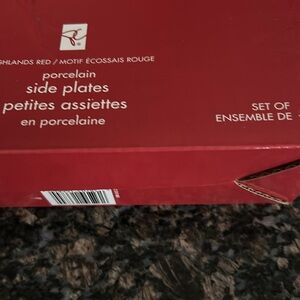 GHLANDS RED / MOTIF ÉCOSSAIS ROUGE
porcelain
side plates
petites assiettes
en porcelaine
SET OF
ENSEMBLE DE